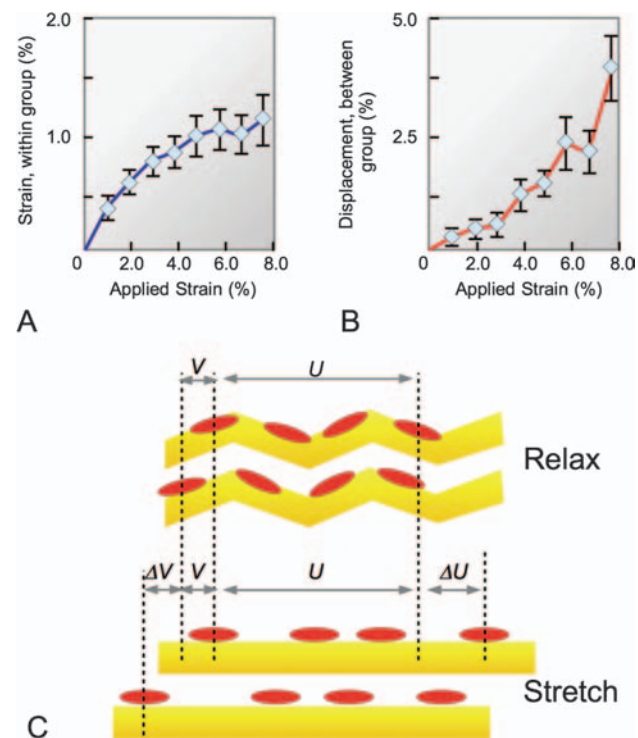 2.0
1.0
Strain, within group (%)
0
2.0
4.0
6.0
8.0
Applied Strain (%)
A
5.0
2.5
Displacement, between
group (%)
0
2.0
4.0
6.0
8.0
Applied Strain (%)
B
V
U
Relax
ΔV
V
U
ΔU
Stretch
C